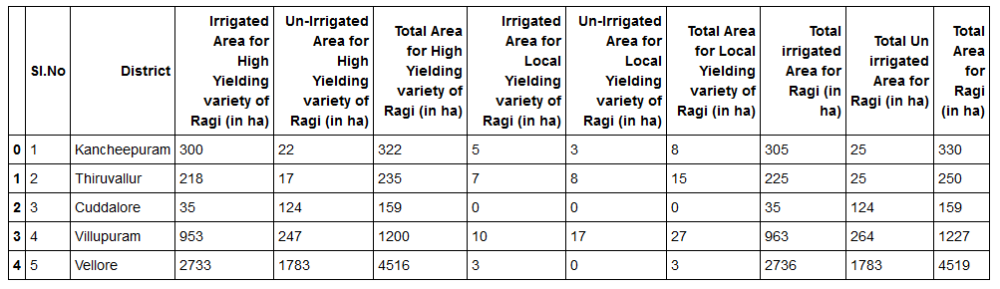 Sl.No District Irrigated Area for High Yielding variety of Ragi (in ha) Un-Irrigated Area for High Yielding variety of Ragi (in ha) Total Area for High Yielding variety of Ragi (in ha) Irrigated Area for Local Yielding variety of Ragi (in ha) Un-Irrigated Area for Local Yielding variety of Ragi (in ha) Total Area for Local Yielding variety of Ragi (in ha) Total irrigated Area for Ragi (in ha) Total Un irrigated Area for Ragi (in ha) Total Area for Ragi (in ha)
0 1 Kancheepuram 300 22 322 5 3 8 305 25 330
1 2 Thiruvallur 218 17 235 7 8 15 225 25 250
2 3 Cuddalore 35 124 159 0 0 0 35 124 159
3 4 Villupuram 953 247 1200 10 17 27 963 264 1227
4 5 Vellore 2733 1783 4516 3 0 3 2736 1783 4519